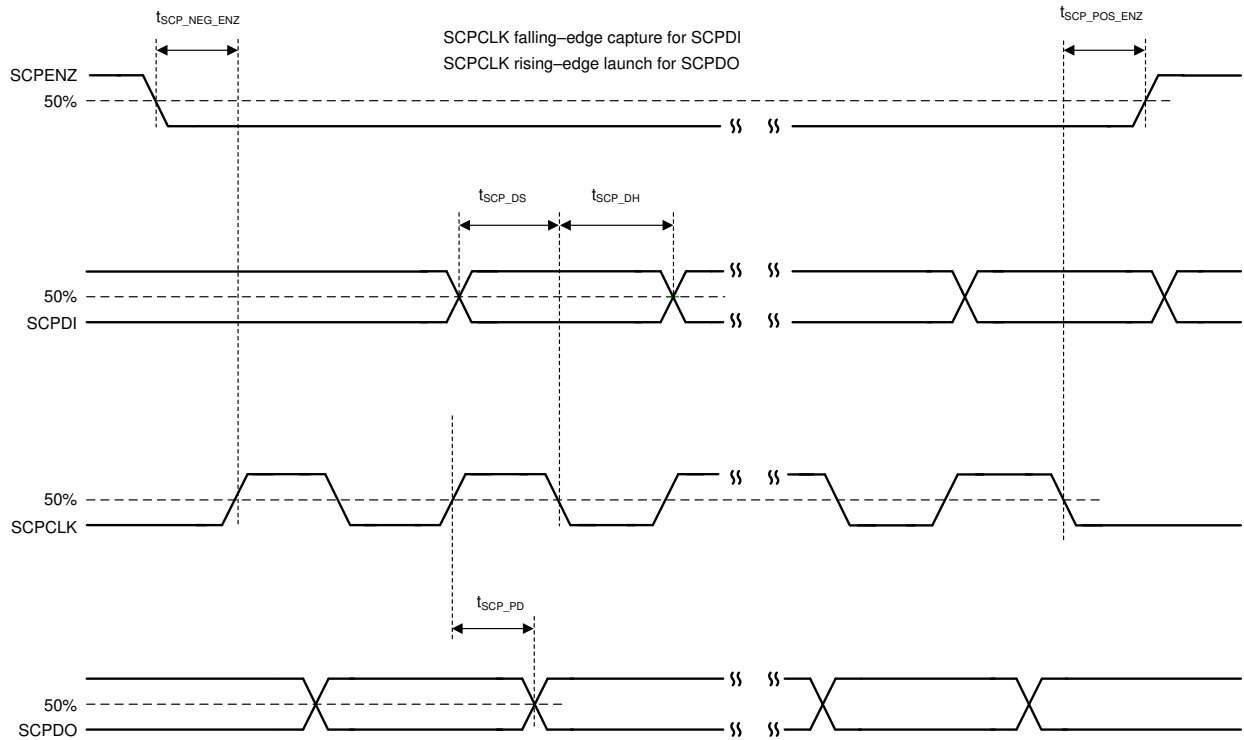 tSCP_NEG_ENZ
tSCP_POS_ENZ
SCPCLK falling–edge capture for SCPDI
SCPCLK rising–edge launch for SCPDO
SCPENZ
50%
tSCP_DS
tSCP_DH
50%
SCPDI
50%
SCPCLK
tSCP_PD
50%
SCPDO